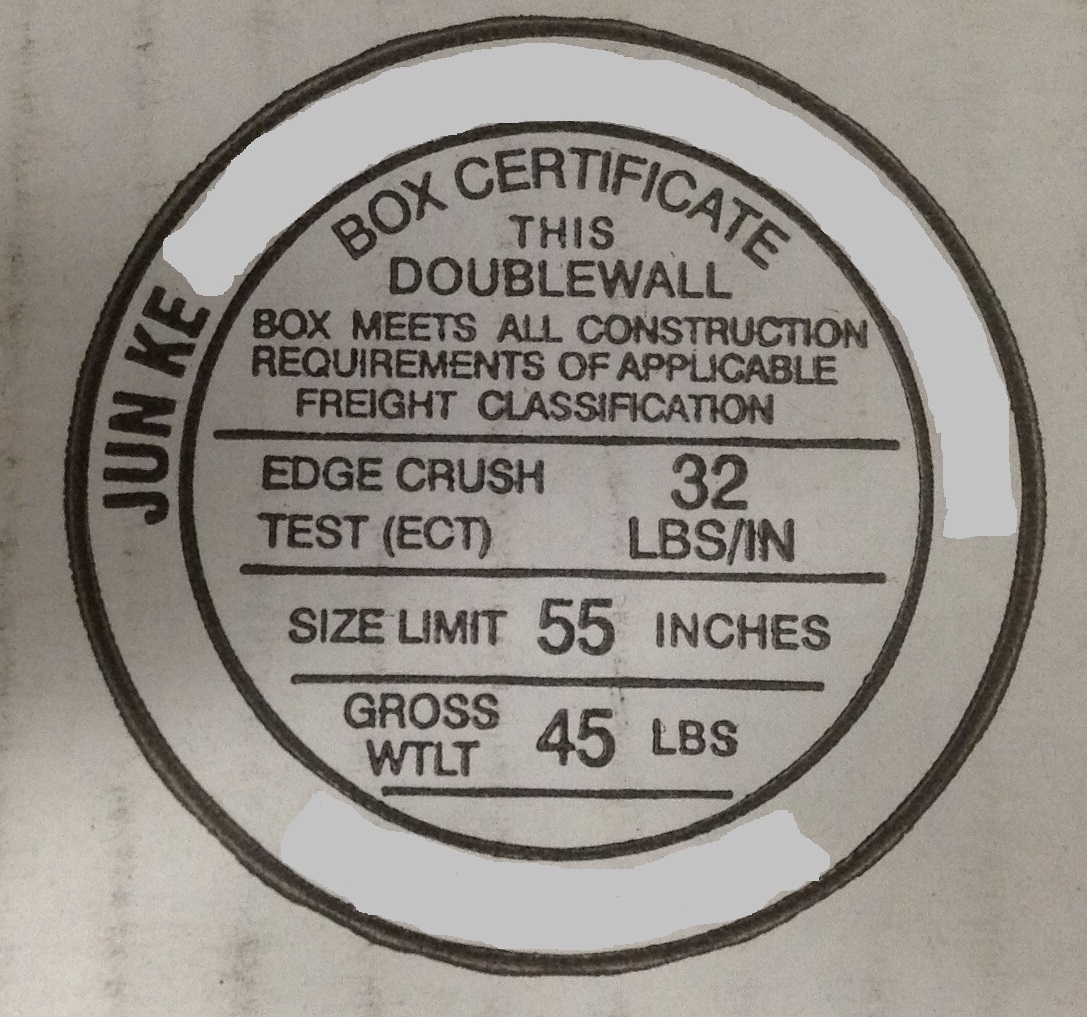 JUN KE
BOX CERTIFICATE
THIS
DOUBLEWALL
BOX MEETS ALL CONSTRUCTION
REQUIREMENTS OF APPLICABLE
FREIGHT CLASSIFICATION
EDGE CRUSH 32
TEST (ECT) LBS/IN
SIZE LIMIT 55 INCHES
GROSS
WTLT 45 LBS